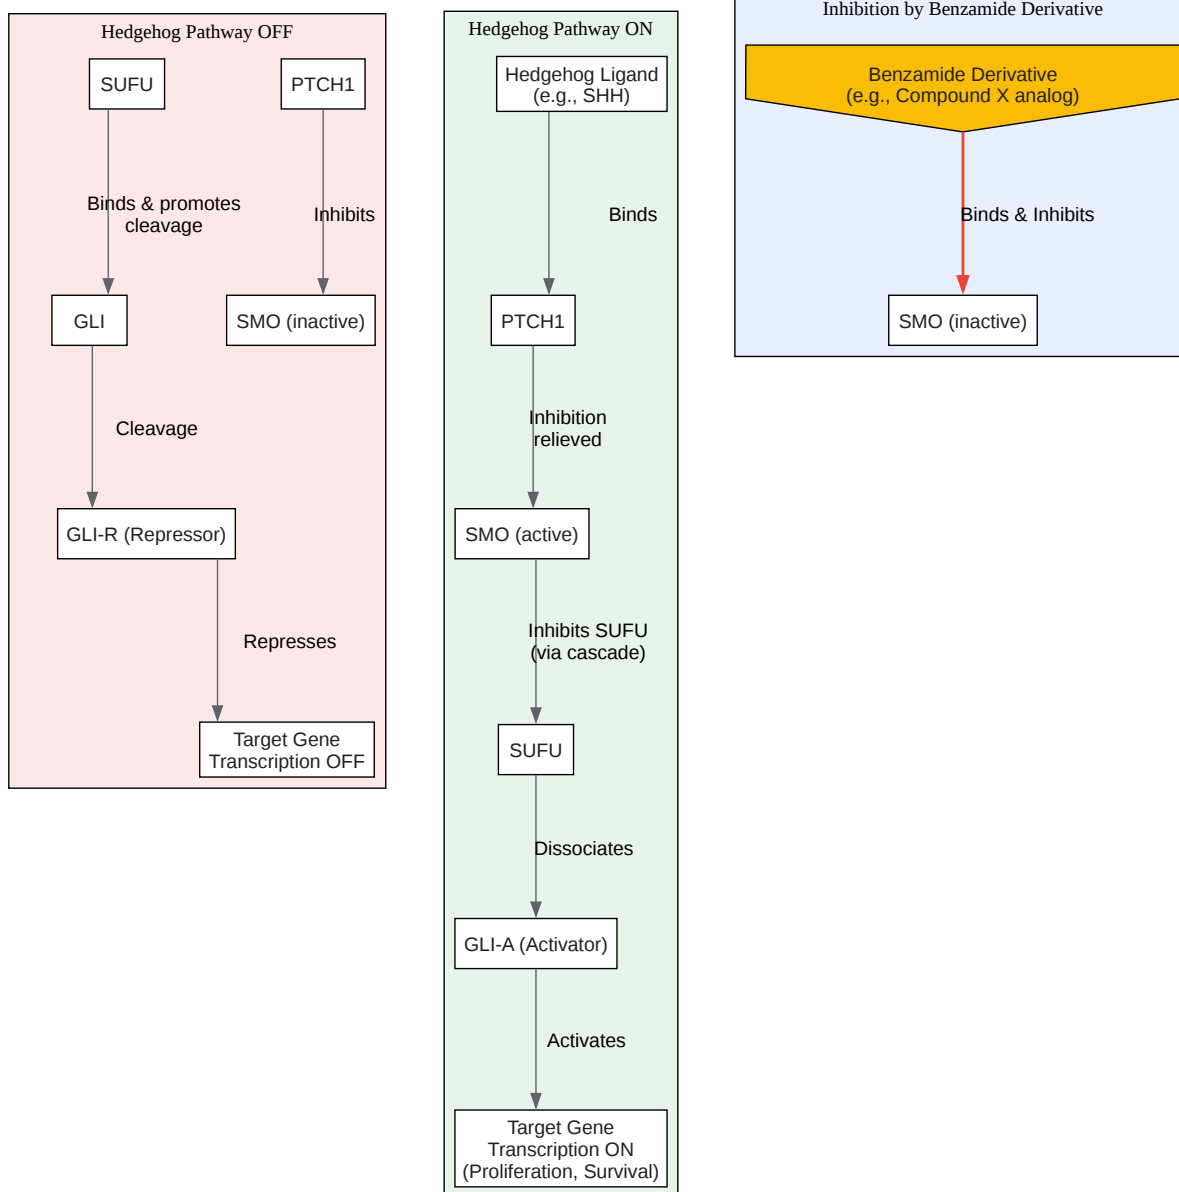 Hedgehog Pathway OFF
SUFU
PTCH1
Binds & promotes
cleavage
Inhibits
GLI
SMO (inactive)
Cleavage
GLI-R (Repressor)
Represses
Target Gene
Transcription OFF
Hedgehog Pathway ON
Hedgehog Ligand
(e.g., SHH)
Binds
PTCH1
Inhibition
relieved
SMO (active)
Inhibits SUFU
(via cascade)
SUFU
Dissociates
GLI-A (Activator)
Activates
Target Gene
Transcription ON
(Proliferation, Survival)
Inhibition by Benzamide Derivative
Benzamide Derivative
(e.g., Compound X analog)
Binds & Inhibits
SMO (inactive)